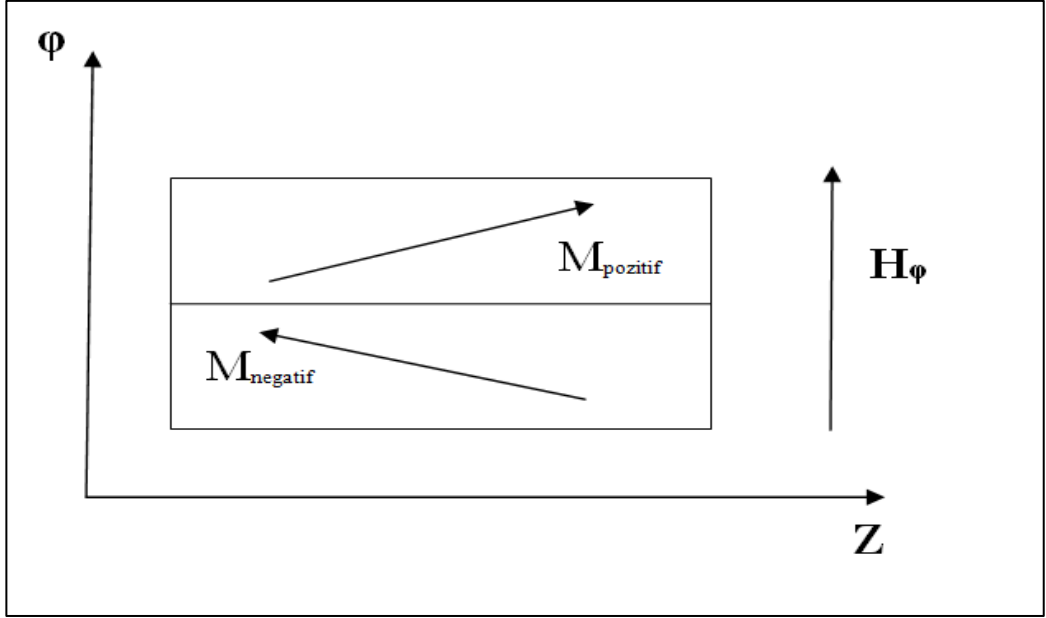 φ
Mpozitif
Hφ
Mnegatif
Z